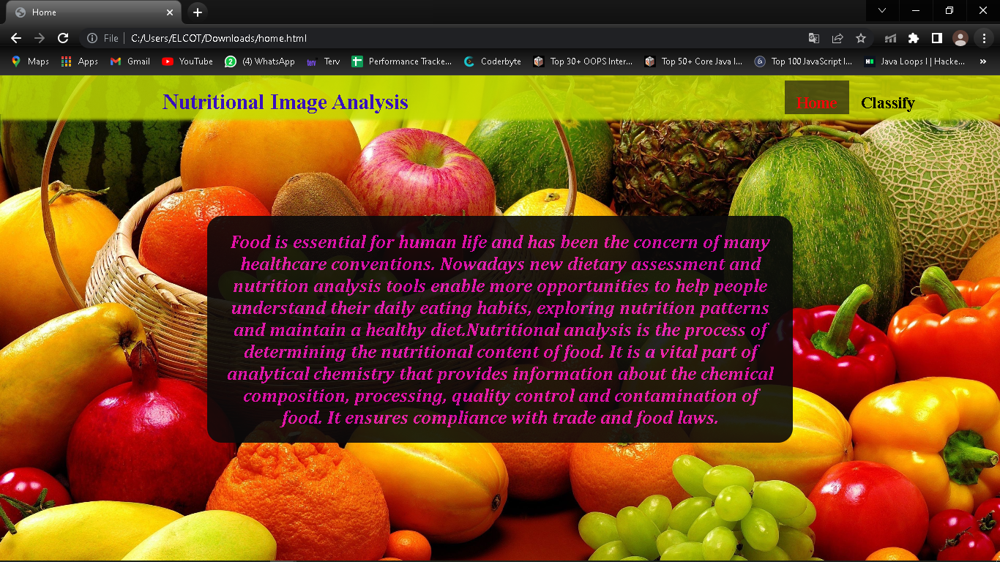 Home
File
C:/Users/ELCOT/Downloads/home.html
Maps
Apps
Gmail
YouTube
(4) WhatsApp
Terv
Performance Tracke...
Coderbyte
Top 30+ OOPS Inter...
Top 50+ Core Java I...
Top 100 JavaScript I...
Java Loops I | Hacke...
Nutritional Image Analysis
Home
Classify
Food is essential for human life and has been the concern of many
healthcare conventions. Nowadays new dietary assessment and
nutrition analysis tools enable more opportunities to help people
understand their daily eating habits, exploring nutrition patterns
and maintain a healthy diet.Nutritional analysis is the process of
determining the nutritional content of food. It is a vital part of
analytical chemistry that provides information about the chemical
composition, processing, quality control and contamination of
food. It ensures compliance with trade and food laws.